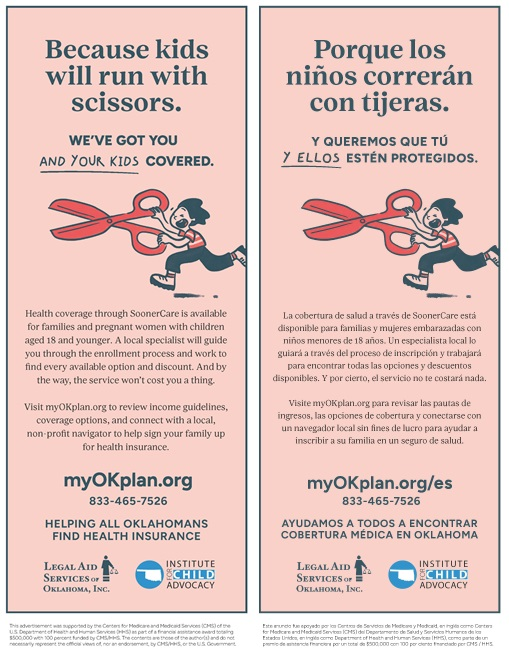 Because kids
will run with
scissors.
WE'VE GOT YOU
AND YOUR KIDS COVERED.
Health coverage through SoonerCare is available
for families and pregnant women with children
aged 18 and younger. A local specialist will guide
you through the enrollment process and work to
find every available option and discount. And by
the way, the service won't cost you a thing.
Visit myOKplan.org to review income guidelines,
coverage options, and connect with a local,
non-profit navigator to help sign your family up
for health insurance.
myOKplan.org
833-465-7526
HELPING ALL OKLAHOMANS
FIND HEALTH INSURANCE
LEGAL AID
SERVICES OF
OKLAHOMA, INC.
INSTITUTE
FOR CHILD
ADVOCACY
This advertisement was supported by the Centers for Medicare and Medicaid Services (CMS) of the
U.S. Department of Health and Human Services (HHS) as part of a financial assistance award totaling
$500,000 with 100 percent funded by CMS/HHS. The contents are those of the author(s) and do not
necessarily represent the official views of, nor an endorsement, by CMS/HHS, or the U.S. Government.
Porque los
niños correrán
con tijeras.
Y QUEREMOS QUE TÚ
Y ELLOS ESTÉN PROTEGIDOS.
La cobertura de salud a través de SoonerCare está
disponible para familias y mujeres embarazadas con
niños menores de 18 años. Un especialista local lo
guiará a través del proceso de inscripción y trabajará
para encontrar todas las opciones y descuentos
disponibles. Y por cierto, el servicio no te costará nada.
Visite myOKplan.org para revisar las pautas de
ingresos, las opciones de cobertura y conectarse con
un navegador local sin fines de lucro para ayudar a
inscribir a su familia en un seguro de salud.
myOKplan.org/es
833-465-7526
AYUDAMOS A TODOS A ENCONTRAR
COBERTURA MÉDICA EN OKLAHOMA
LEGAL AID
SERVICES OF
OKLAHOMA, INC.
INSTITUTE
FOR CHILD
ADVOCACY
Este anuncio fue apoyado por los Centros de Servicios de Medicare y Medicaid, en inglés como Centers
for Medicare and Medicaid Services (CMS) del Departamento de Salud y Servicios Humanos de los
Estados Unidos, en inglés como Department of Health and Human Services (HHS), como parte de un
premio de asistencia financiera por un total de $500,000 con 100 por ciento financiado por CMS / HHS.